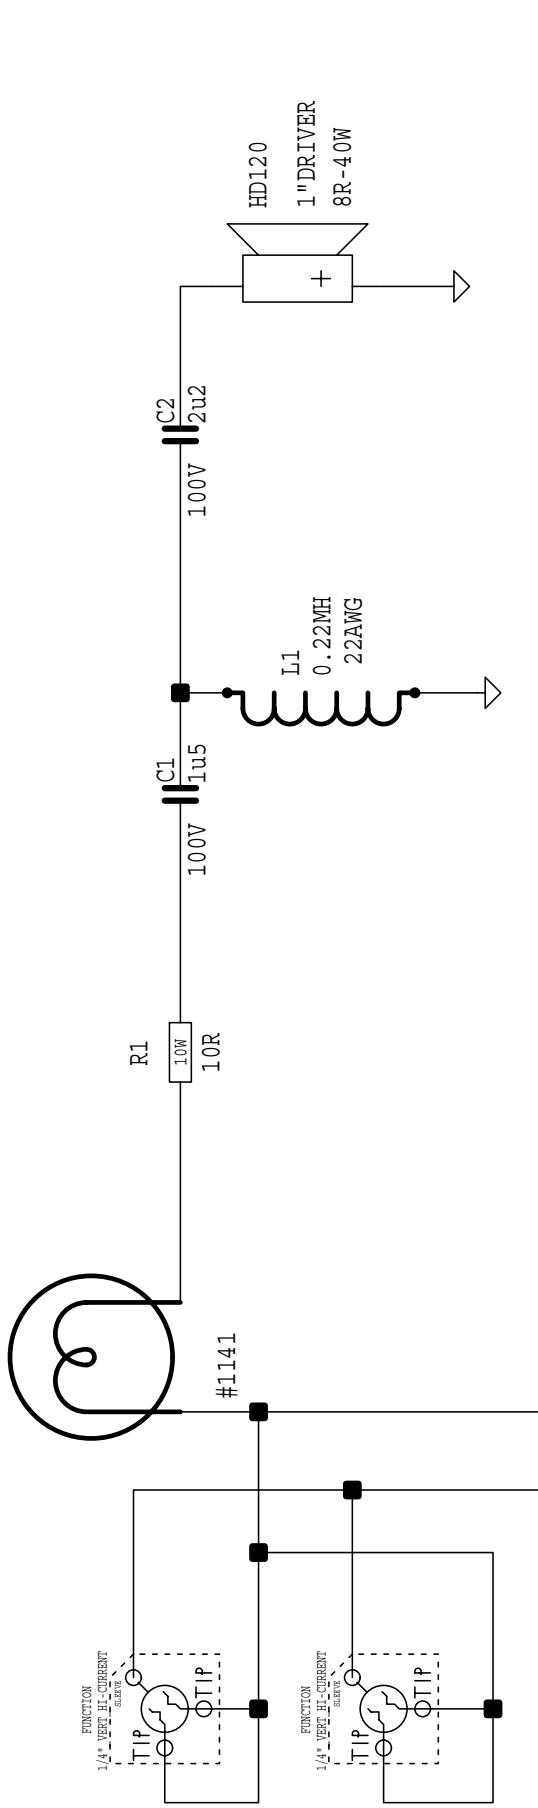 HD120
1"DRIVER
8R-40W
C2
2u2
100V
L1
0.22MH
22AWG
C1
1u5
100V
R1
10W
10R
#1141
FUNCTION
1/4" VERT HI-CURRENT
SLEEVE
TIP
TIP
FUNCTION
1/4" VERT HI-CURRENT
SLEEVE
TIP
TIP
+